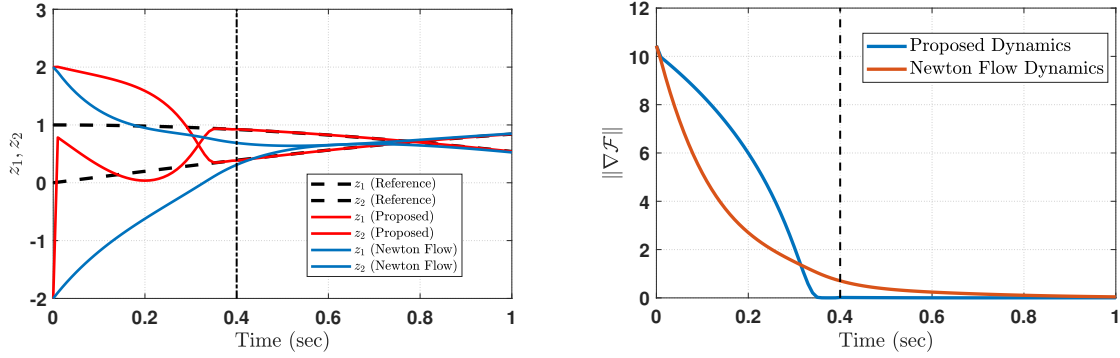 3
2
1
0
-1
-2
z₁, z₂
0
0.2
0.4
0.6
0.8
1
Time (sec)
z₁ (Reference)
z₂ (Reference)
z₁ (Proposed)
z₂ (Proposed)
z₁ (Newton Flow)
z₂ (Newton Flow)
12
10
8
6
4
2
0
‖∇ℱ‖
0
0.2
0.4
0.6
0.8
1
Time (sec)
Proposed Dynamics
Newton Flow Dynamics